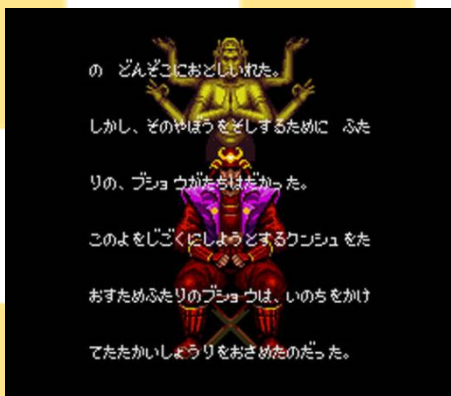 の　どんぞこにおとしいれた。
しかし、そのやぼうをそしするために　ふた
りの、ブショウがたちはだかった。
このよをじごくにしようとするクンシュをた
おすためふたりのブショウは、いのちをかけ
てたたかいしょうりをおさめたのだった。